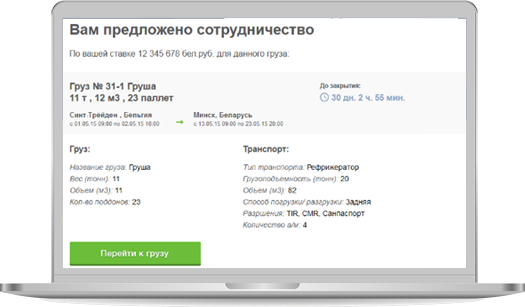 Вам предложено сотрудничество
По вашей ставке 12 345 678 бел.руб. для данного груза:
Груз № 31-1 Груша
11 т , 12 м3 , 23 паллет
До закрытия:
30 дн. 2 ч. 55 мин.
Синт-Трёйден , Бельгия
с 01.05.15 09:00 по 02.05.15 16:00
Минск, Беларусь
с 13.05.15 09:00 по 23.05.15 20:00
Груз:
Название груза: Груша
Вес (тонн): 11
Объем (м3): 11
Кол-во поддонов: 23
Транспорт:
Тип транспорта: Рефрижератор
Грузоподъемность (тонн): 20
Объем (м3): 82
Способ погрузки/ разгрузки: Задняя
Разршения: TIR, CMR, Санпаспорт
Количество а/м: 4
Перейти к грузу